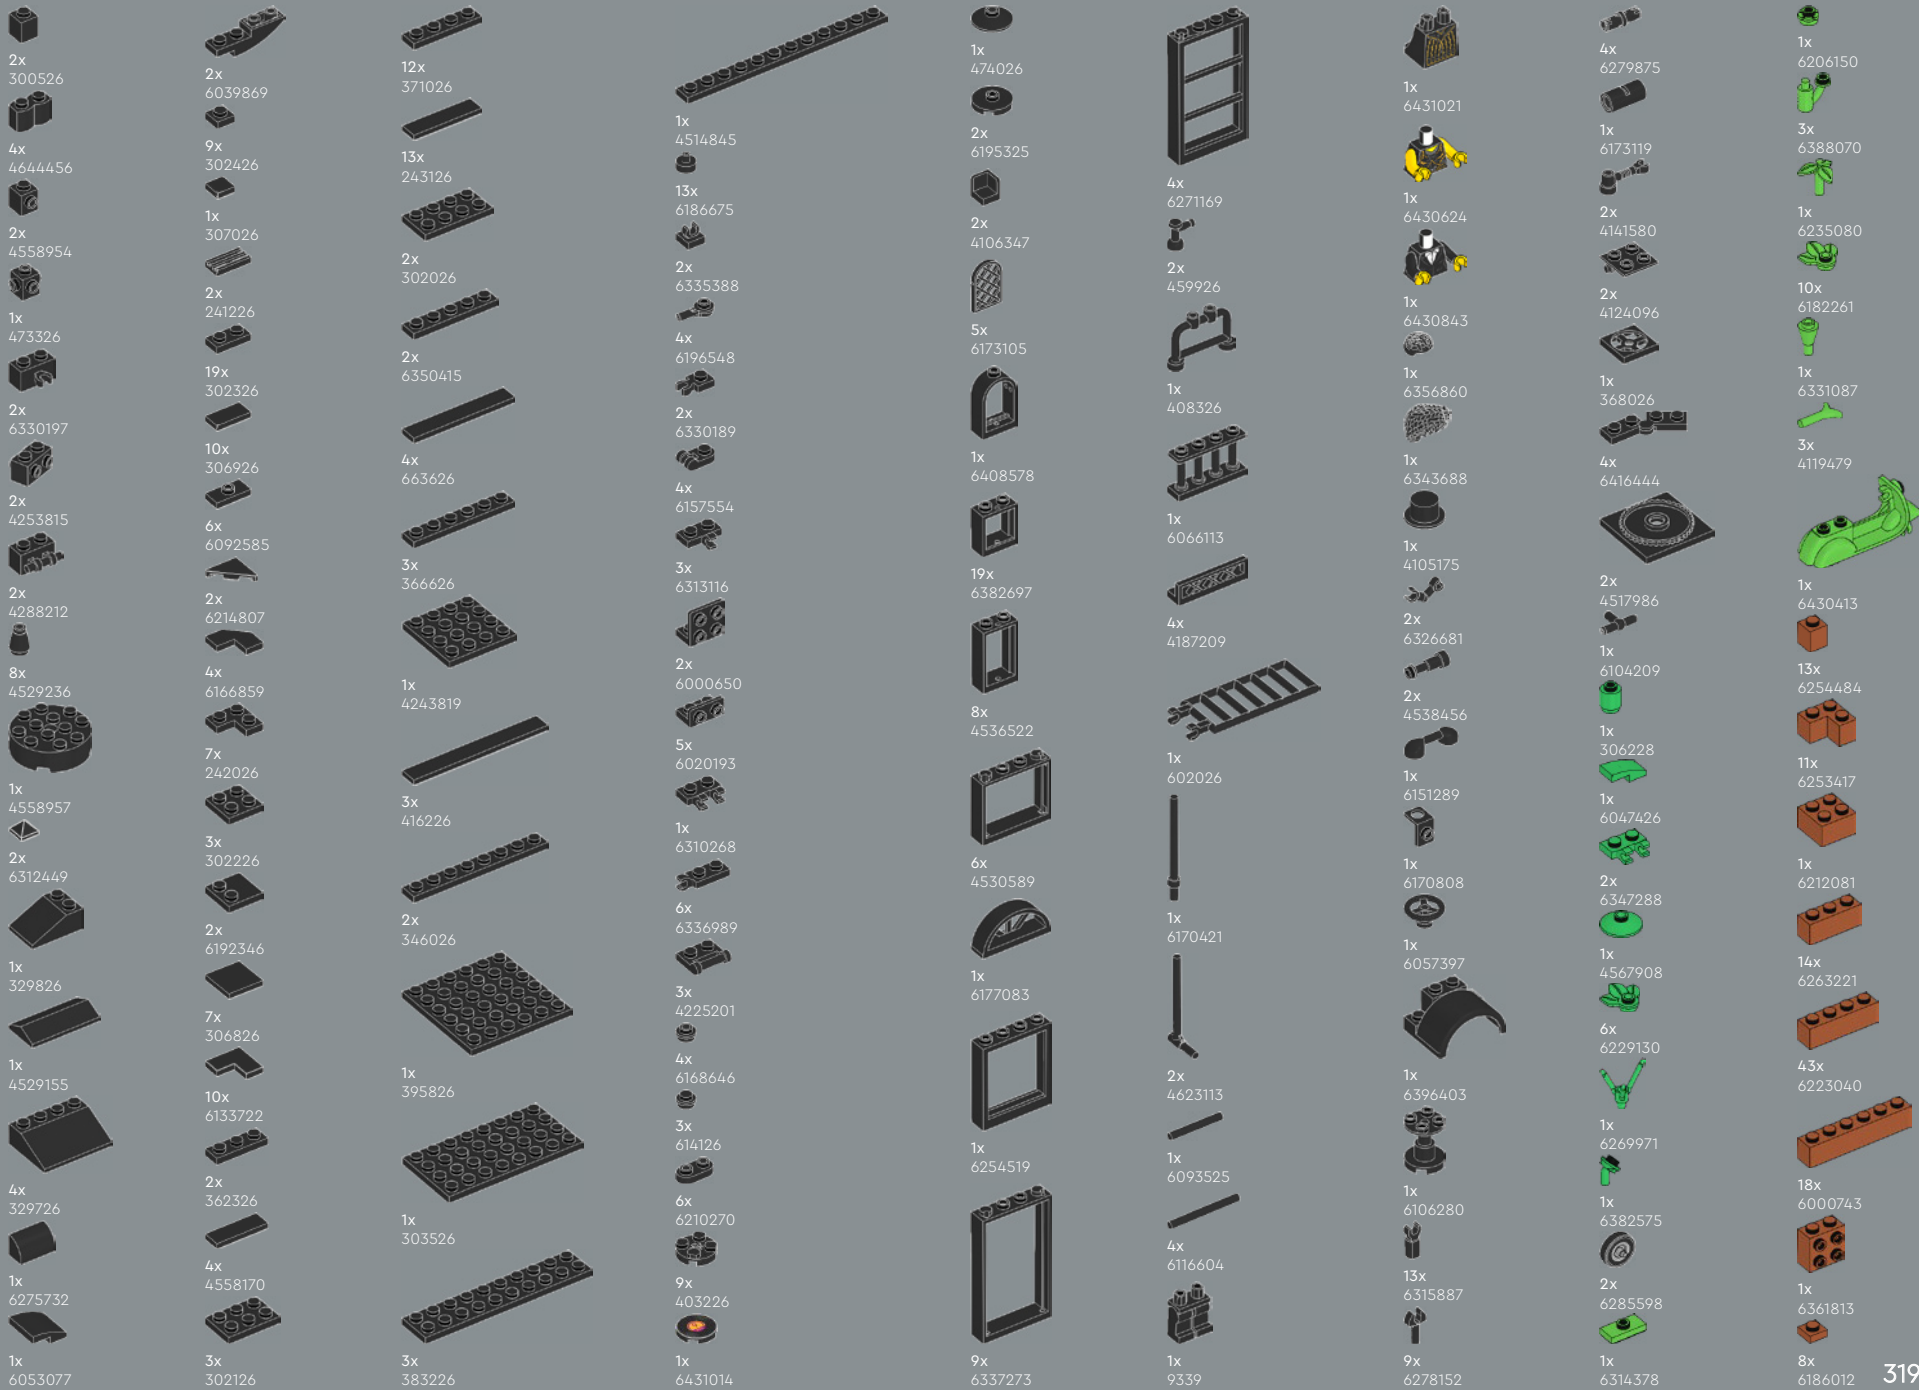 2x
300526
4x
4644456
2x
4558954
1x
473326
2x
6330197
2x
4253815
2x
4288212
8x
4529236
1x
4558957
2x
6312449
1x
329826
1x
4529155
4x
329726
1x
6275732
1x
6053077
2x
6039869
9x
302426
1x
307026
2x
241226
19x
302326
10x
306926
6x
6092585
2x
6214807
4x
6166859
7x
242026
3x
302226
2x
6192346
7x
306826
10x
6133722
2x
362326
4x
4558170
3x
302126
12x
371026
13x
243126
2x
302026
2x
6350415
4x
663626
3x
366626
1x
4243819
3x
416226
2x
346026
1x
395826
1x
303526
3x
383226
1x
4514845
13x
6186675
2x
6335388
4x
6196548
2x
6330189
4x
6157554
3x
6313116
2x
6000650
5x
6020193
1x
6310268
6x
6336989
3x
4225201
4x
6168646
3x
614126
6x
6210270
9x
403226
1x
6431014
1x
474026
2x
6195325
2x
4106347
5x
6173105
1x
6408578
19x
6382697
8x
4536522
6x
4530589
1x
6177083
1x
6254519
9x
6337273
4x
6271169
2x
459926
1x
408326
1x
6066113
4x
4187209
1x
602026
1x
6170421
2x
4623113
1x
6093525
4x
6116604
1x
9339
1x
6431021
1x
6430624
1x
6430843
1x
6356860
1x
6343688
1x
4105175
2x
6326681
2x
4538456
1x
6151289
1x
6170808
1x
6057397
1x
6396403
1x
6106280
13x
6315887
9x
6278152
4x
6279875
1x
6173119
2x
4141580
2x
4124096
1x
368026
4x
6416444
2x
4517986
1x
6104209
1x
306228
1x
6047426
2x
6347288
1x
4567908
6x
6229130
1x
6269971
1x
6382575
2x
6285598
1x
6314378
1x
6206150
3x
6388070
1x
6235080
10x
6182261
1x
6331087
3x
4119479
1x
6430413
13x
6254484
11x
6253417
1x
6212081
14x
6263221
43x
6223040
18x
6000743
1x
6361813
8x
6186012
319